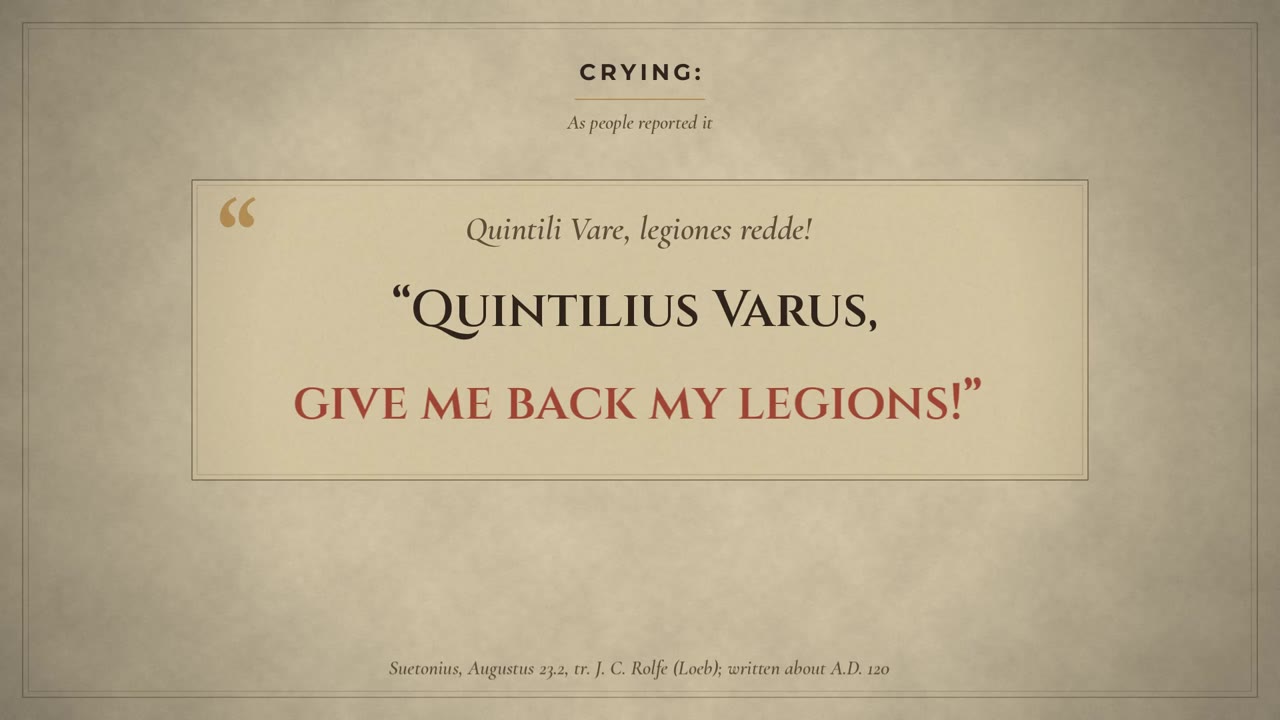 CRYING:
As people reported it
“
Quintili Vare, legiones redde!
“Quintilius Varus,
give me back my legions!”
Suetonius, Augustus 23.2, tr. J. C. Rolfe (Loeb); written about A.D. 120